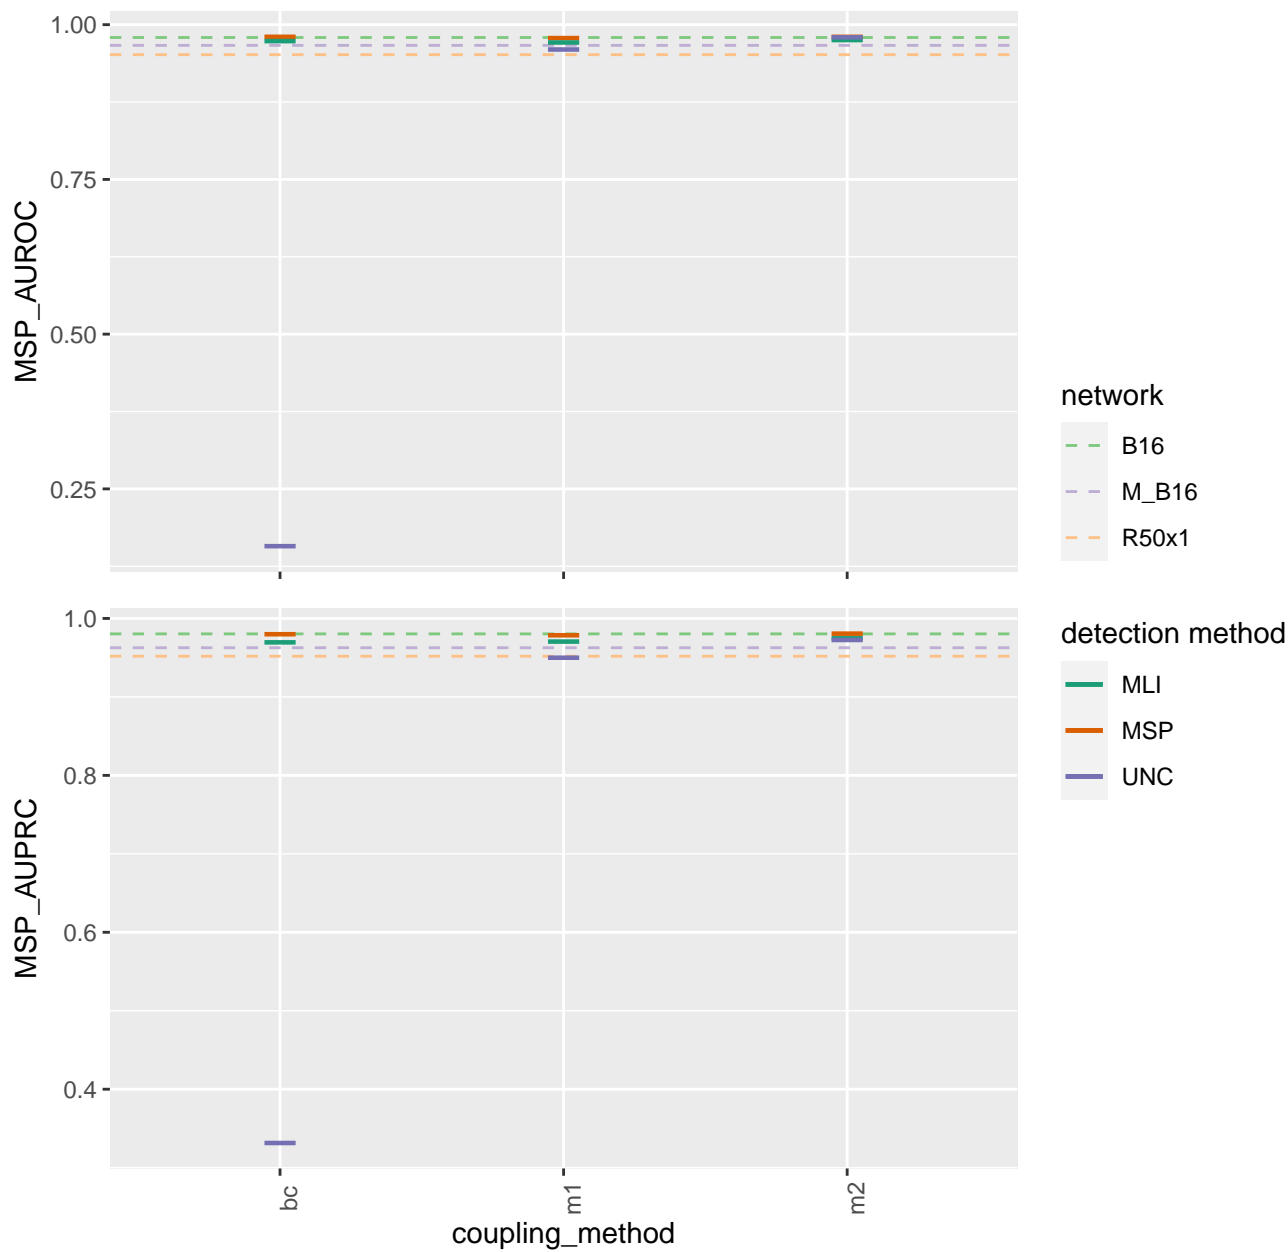 MSP_AUROC
1.00
0.75
0.50
0.25
MSP_AUPRC
1.0
0.8
0.6
0.4
bc
m1
m2
coupling_method
network
B16
M_B16
R50x1
detection method
MLI
MSP
UNC